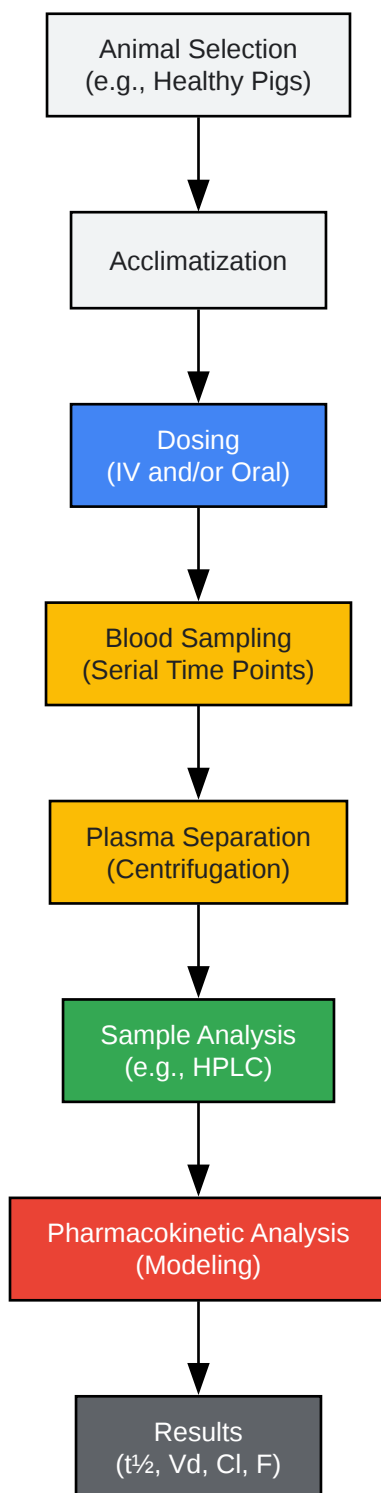 Animal Selection
(e.g., Healthy Pigs)
Acclimatization
Dosing
(IV and/or Oral)
Blood Sampling
(Serial Time Points)
Plasma Separation
(Centrifugation)
Sample Analysis
(e.g., HPLC)
Pharmacokinetic Analysis
(Modeling)
Results
(t½, Vd, Cl, F)